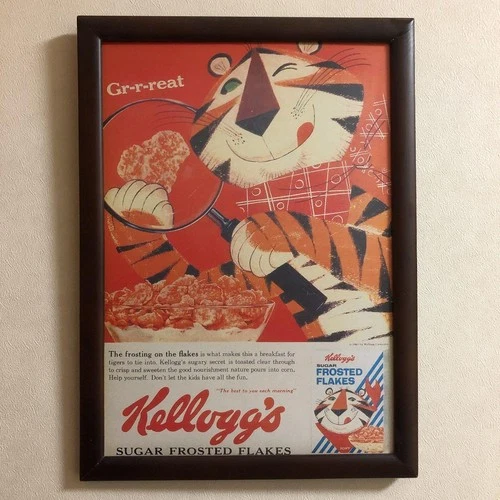 Gr-r-reat
The frosting on the flakes is what makes this a breakfast for
tigers to tie into. Kellogg's sugary secret is toasted clear through
to crisp and sweeten the good nourishment nature pours into corn.
Help yourself. Don't let the kids have all the fun.
"The best to you each morning"
Kellogg's
SUGAR FROSTED FLAKES
Kellogg's
SUGAR
FROSTED
FLAKES